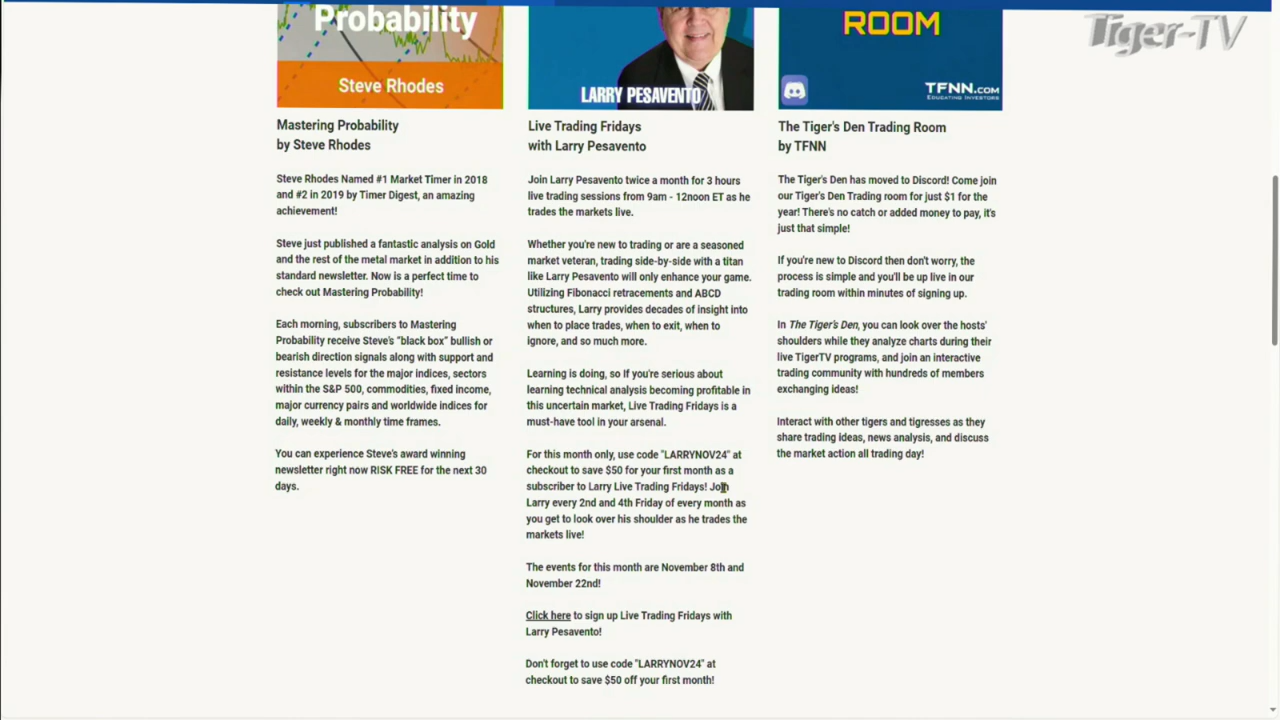 Tiger-TV
Probability
Steve Rhodes
Mastering Probability
by Steve Rhodes
Steve Rhodes Named #1 Market Timer in 2018
and #2 in 2019 by Timer Digest, an amazing
achievement!
Steve just published a fantastic analysis on Gold
and the rest of the metal market in addition to his
standard newsletter. Now is a perfect time to
check out Mastering Probability!
Each morning, subscribers to Mastering
Probability receive Steve's "black box" bullish or
bearish direction signals along with support and
resistance levels for the major indices, sectors
within the S&P 500, commodities, fixed income,
major currency pairs and worldwide indices for
daily, weekly & monthly time frames.
You can experience Steve's award winning
newsletter right now RISK FREE for the next 30
days.
LARRY PESAVENTO
Live Trading Fridays
with Larry Pesavento
Join Larry Pesavento twice a month for 3 hours
live trading sessions from 9am - 12noon ET as he
trades the markets live.
Whether you're new to trading or are a seasoned
market veteran, trading side-by-side with a titan
like Larry Pesavento will only enhance your game.
Utilizing Fibonacci retracements and ABCD
structures, Larry provides decades of insight into
when to place trades, when to exit, when to
ignore, and so much more.
Learning is doing, so If you're serious about
learning technical analysis becoming profitable in
this uncertain market, Live Trading Fridays is a
must-have tool in your arsenal.
For this month only, use code "LARRYNOV24" at
checkout to save $50 for your first month as a
subscriber to Larry Live Trading Fridays! Join
Larry every 2nd and 4th Friday of every month as
you get to look over his shoulder as he trades the
markets live!
The events for this month are November 8th and
November 22nd!
Click here to sign up Live Trading Fridays with
Larry Pesavento!
Don't forget to use code "LARRYNOV24" at
checkout to save $50 off your first month!
ROOM
TFNN.COM
EDUCATING INVESTORS
The Tiger's Den Trading Room
by TFNN
The Tiger's Den has moved to Discord! Come join
our Tiger's Den Trading room for just $1 for the
year! There's no catch or added money to pay, it's
just that simple!
If you're new to Discord then don't worry, the
process is simple and you'll be up live in our
trading room within minutes of signing up.
In The Tiger's Den, you can look over the hosts'
shoulders while they analyze charts during their
live TigerTV programs, and join an interactive
trading community with hundreds of members
exchanging ideas!
Interact with other tigers and tigresses as they
share trading ideas, news analysis, and discuss
the market action all trading day!